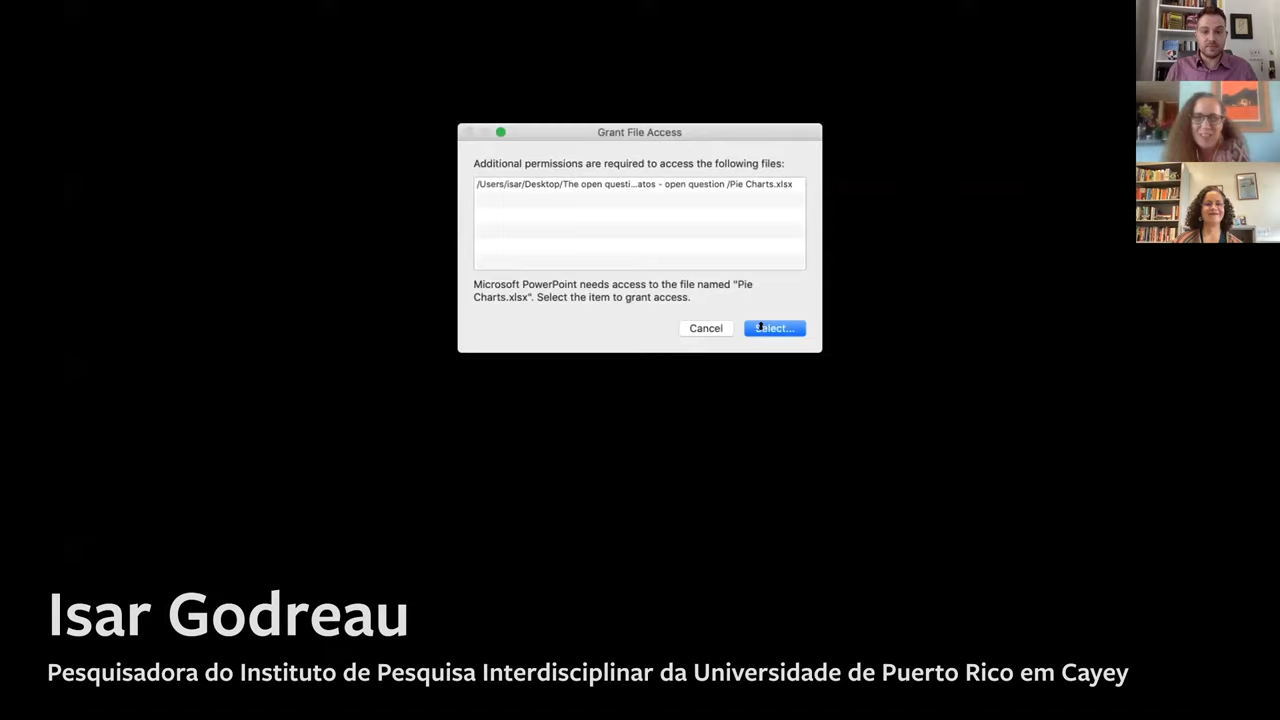 Grant File Access
Additional permissions are required to access the following files:
/Users/isar/Desktop/The open questi...atos - open question /Pie Charts.xlsx
Microsoft PowerPoint needs access to the file named "Pie
Charts.xlsx". Select the item to grant access.
Cancel
Select...
Isar Godreau
Pesquisadora do Instituto de Pesquisa Interdisciplinar da Universidade de Puerto Rico em Cayey